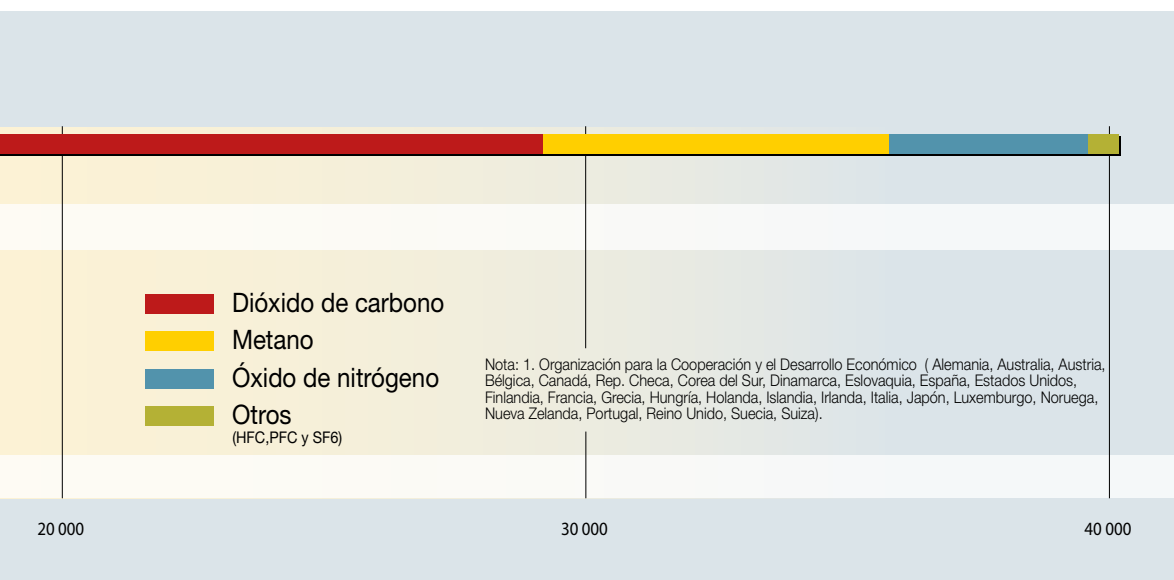 Dióxido de carbono
Metano
Óxido de nitrógeno
Otros
(HFC,PFC y SF6)
Nota: 1. Organización para la Cooperación y el Desarrollo Económico ( Alemania, Australia, Austria,
Bélgica, Canadá, Rep. Checa, Corea del Sur, Dinamarca, Eslovaquia, España, Estados Unidos,
Finlandia, Francia, Grecia, Hungría, Holanda, Islandia, Irlanda, Italia, Japón, Luxemburgo, Noruega,
Nueva Zelanda, Portugal, Reino Unido, Suecia, Suiza).
20 000
30 000
40 000